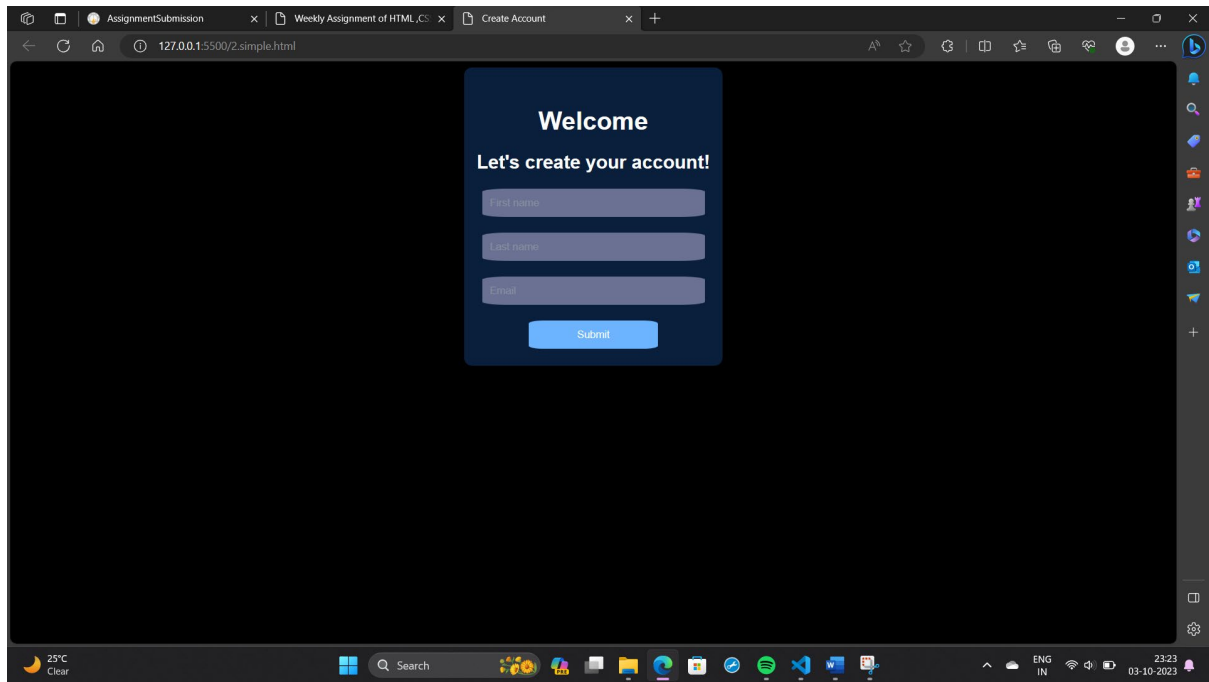 AssignmentSubmission
Weekly Assignment of HTML ,CS
Create Account
127.0.0.1:5500/2.simple.html
Welcome
Let's create your account!
First name
Last name
Email
Submit
25°C
Clear
Search
PRE
ENG
IN
23:23
03-10-2023